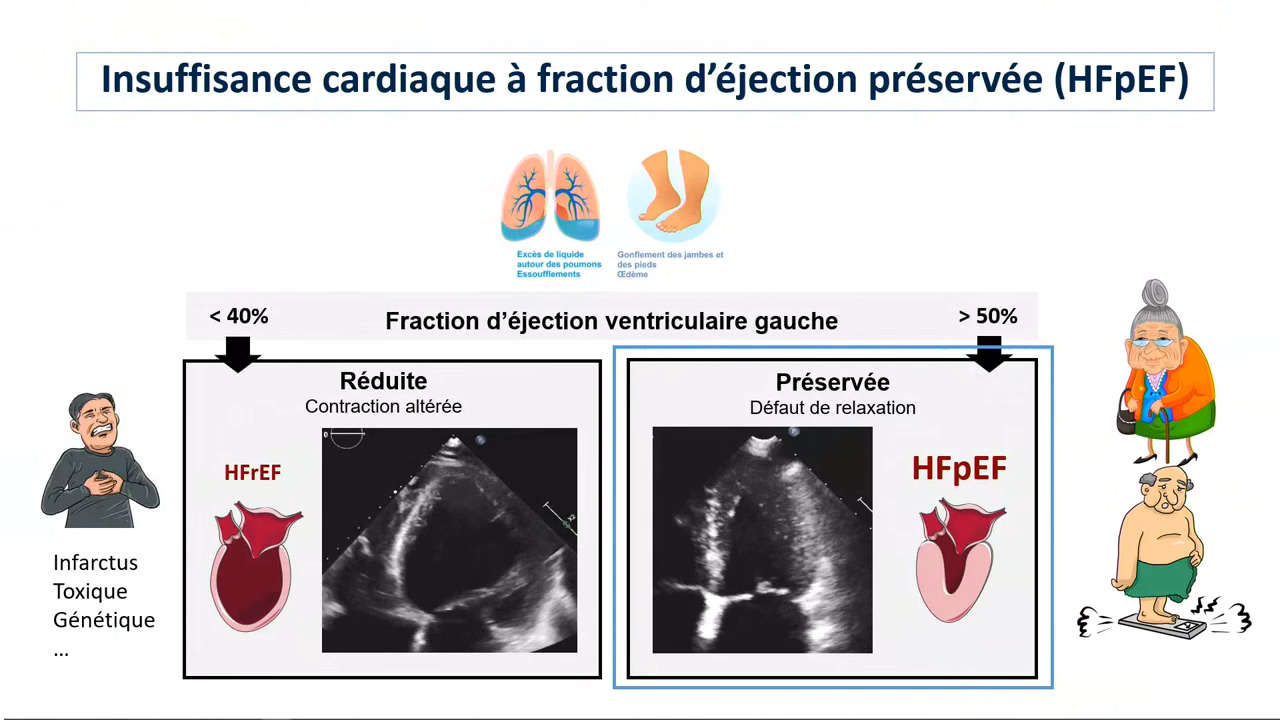 Insuffisance cardiaque à fraction d’éjection préservée (HFpEF)
Excès de liquide
autour des poumons
Essoufflements
Gonflement des jambes et
des pieds
Œdème
< 40%
Fraction d’éjection ventriculaire gauche
> 50%
Réduite
Contraction altérée
HFrEF
Préservée
Défaut de relaxation
HFpEF
Infarctus
Toxique
Génétique
...